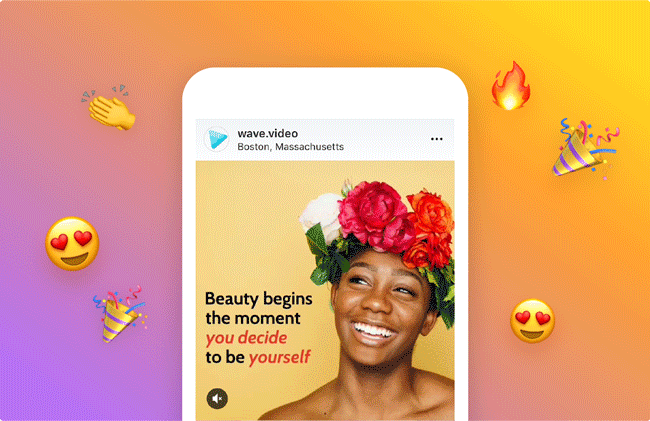 wave.video
Boston, Massachusetts
Beauty begins
the moment
you decide
to be yourself